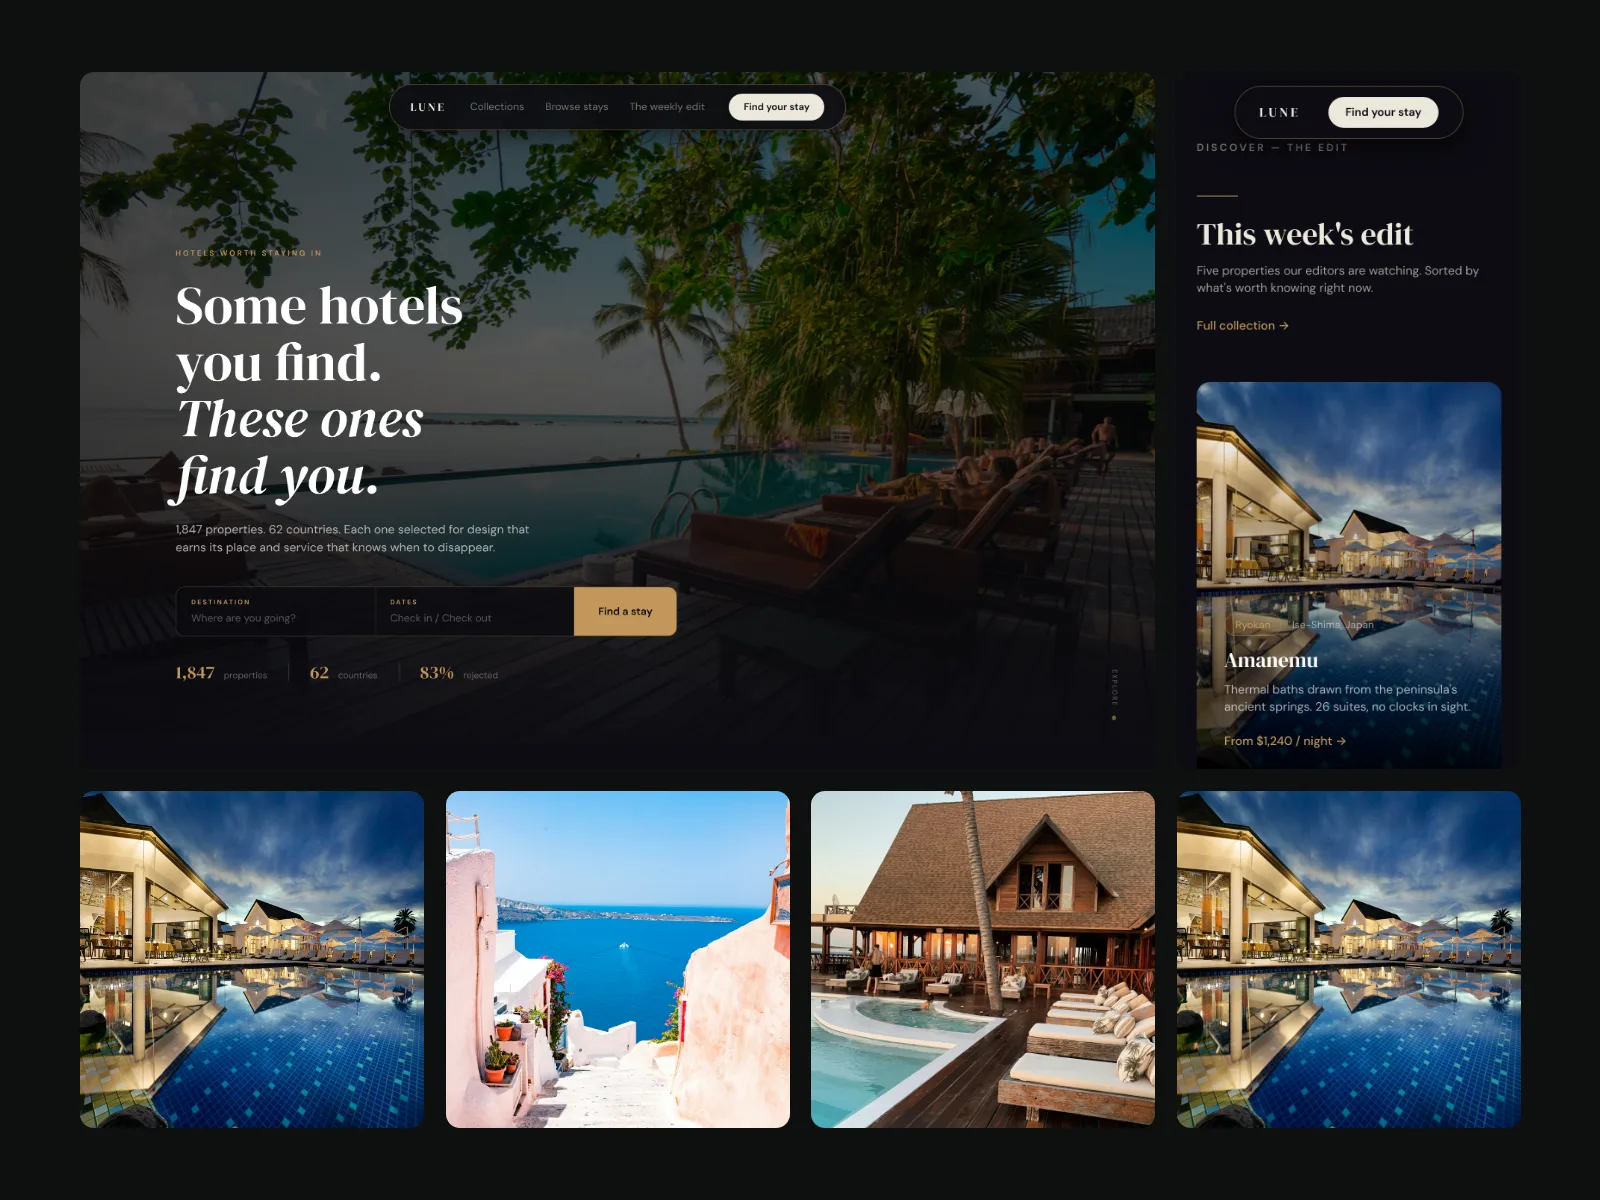 LUNE Collections Browse stays The weekly edit Find your stay
HOTELS WORTH STAYING IN
Some hotels
you find.
These ones
find you.
1,847 properties. 62 countries. Each one selected for design that
earns its place and service that knows when to disappear.
DESTINATION
Where are you going?
DATES
Check in / Check out
Find a stay
1,847 properties
62 countries
83% rejected
EXPLORE
LUNE Find your stay
DISCOVER — THE EDIT
This week's edit
Five properties our editors are watching. Sorted by
what's worth knowing right now.
Full collection →
Ryokan Ise-Shima, Japan
Amanemu
Thermal baths drawn from the peninsula's
ancient springs. 26 suites, no clocks in sight.
From $1,240 / night →